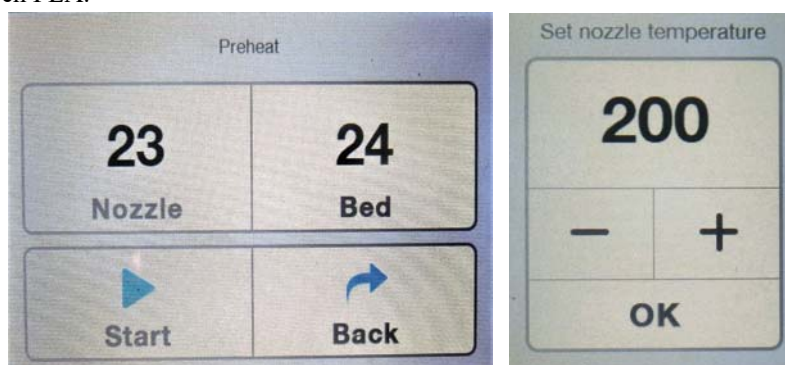 Preheat
23 24
Nozzle Bed
Start Back
Set nozzle temperature
200
− +
OK